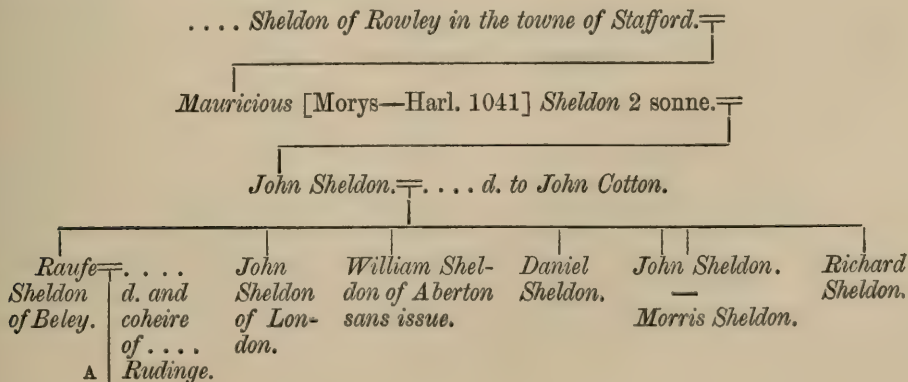 . . . . Sheldon of Rowley in the towne of Stafford.
Mauricious [Morys—Harl. 1041] Sheldon 2 sonne.
John Sheldon. . . . . d. to John Cotton.
Raufe
Sheldon
of Beley.
. . . .
d. and
coheire
of . . . .
Rudinge.
A
John
Sheldon
of Lon-
don.
William Shel-
don of Aberton
sans issue.
Daniel
Sheldon.
John Sheldon.
—
Morris Sheldon.
Richard
Sheldon.